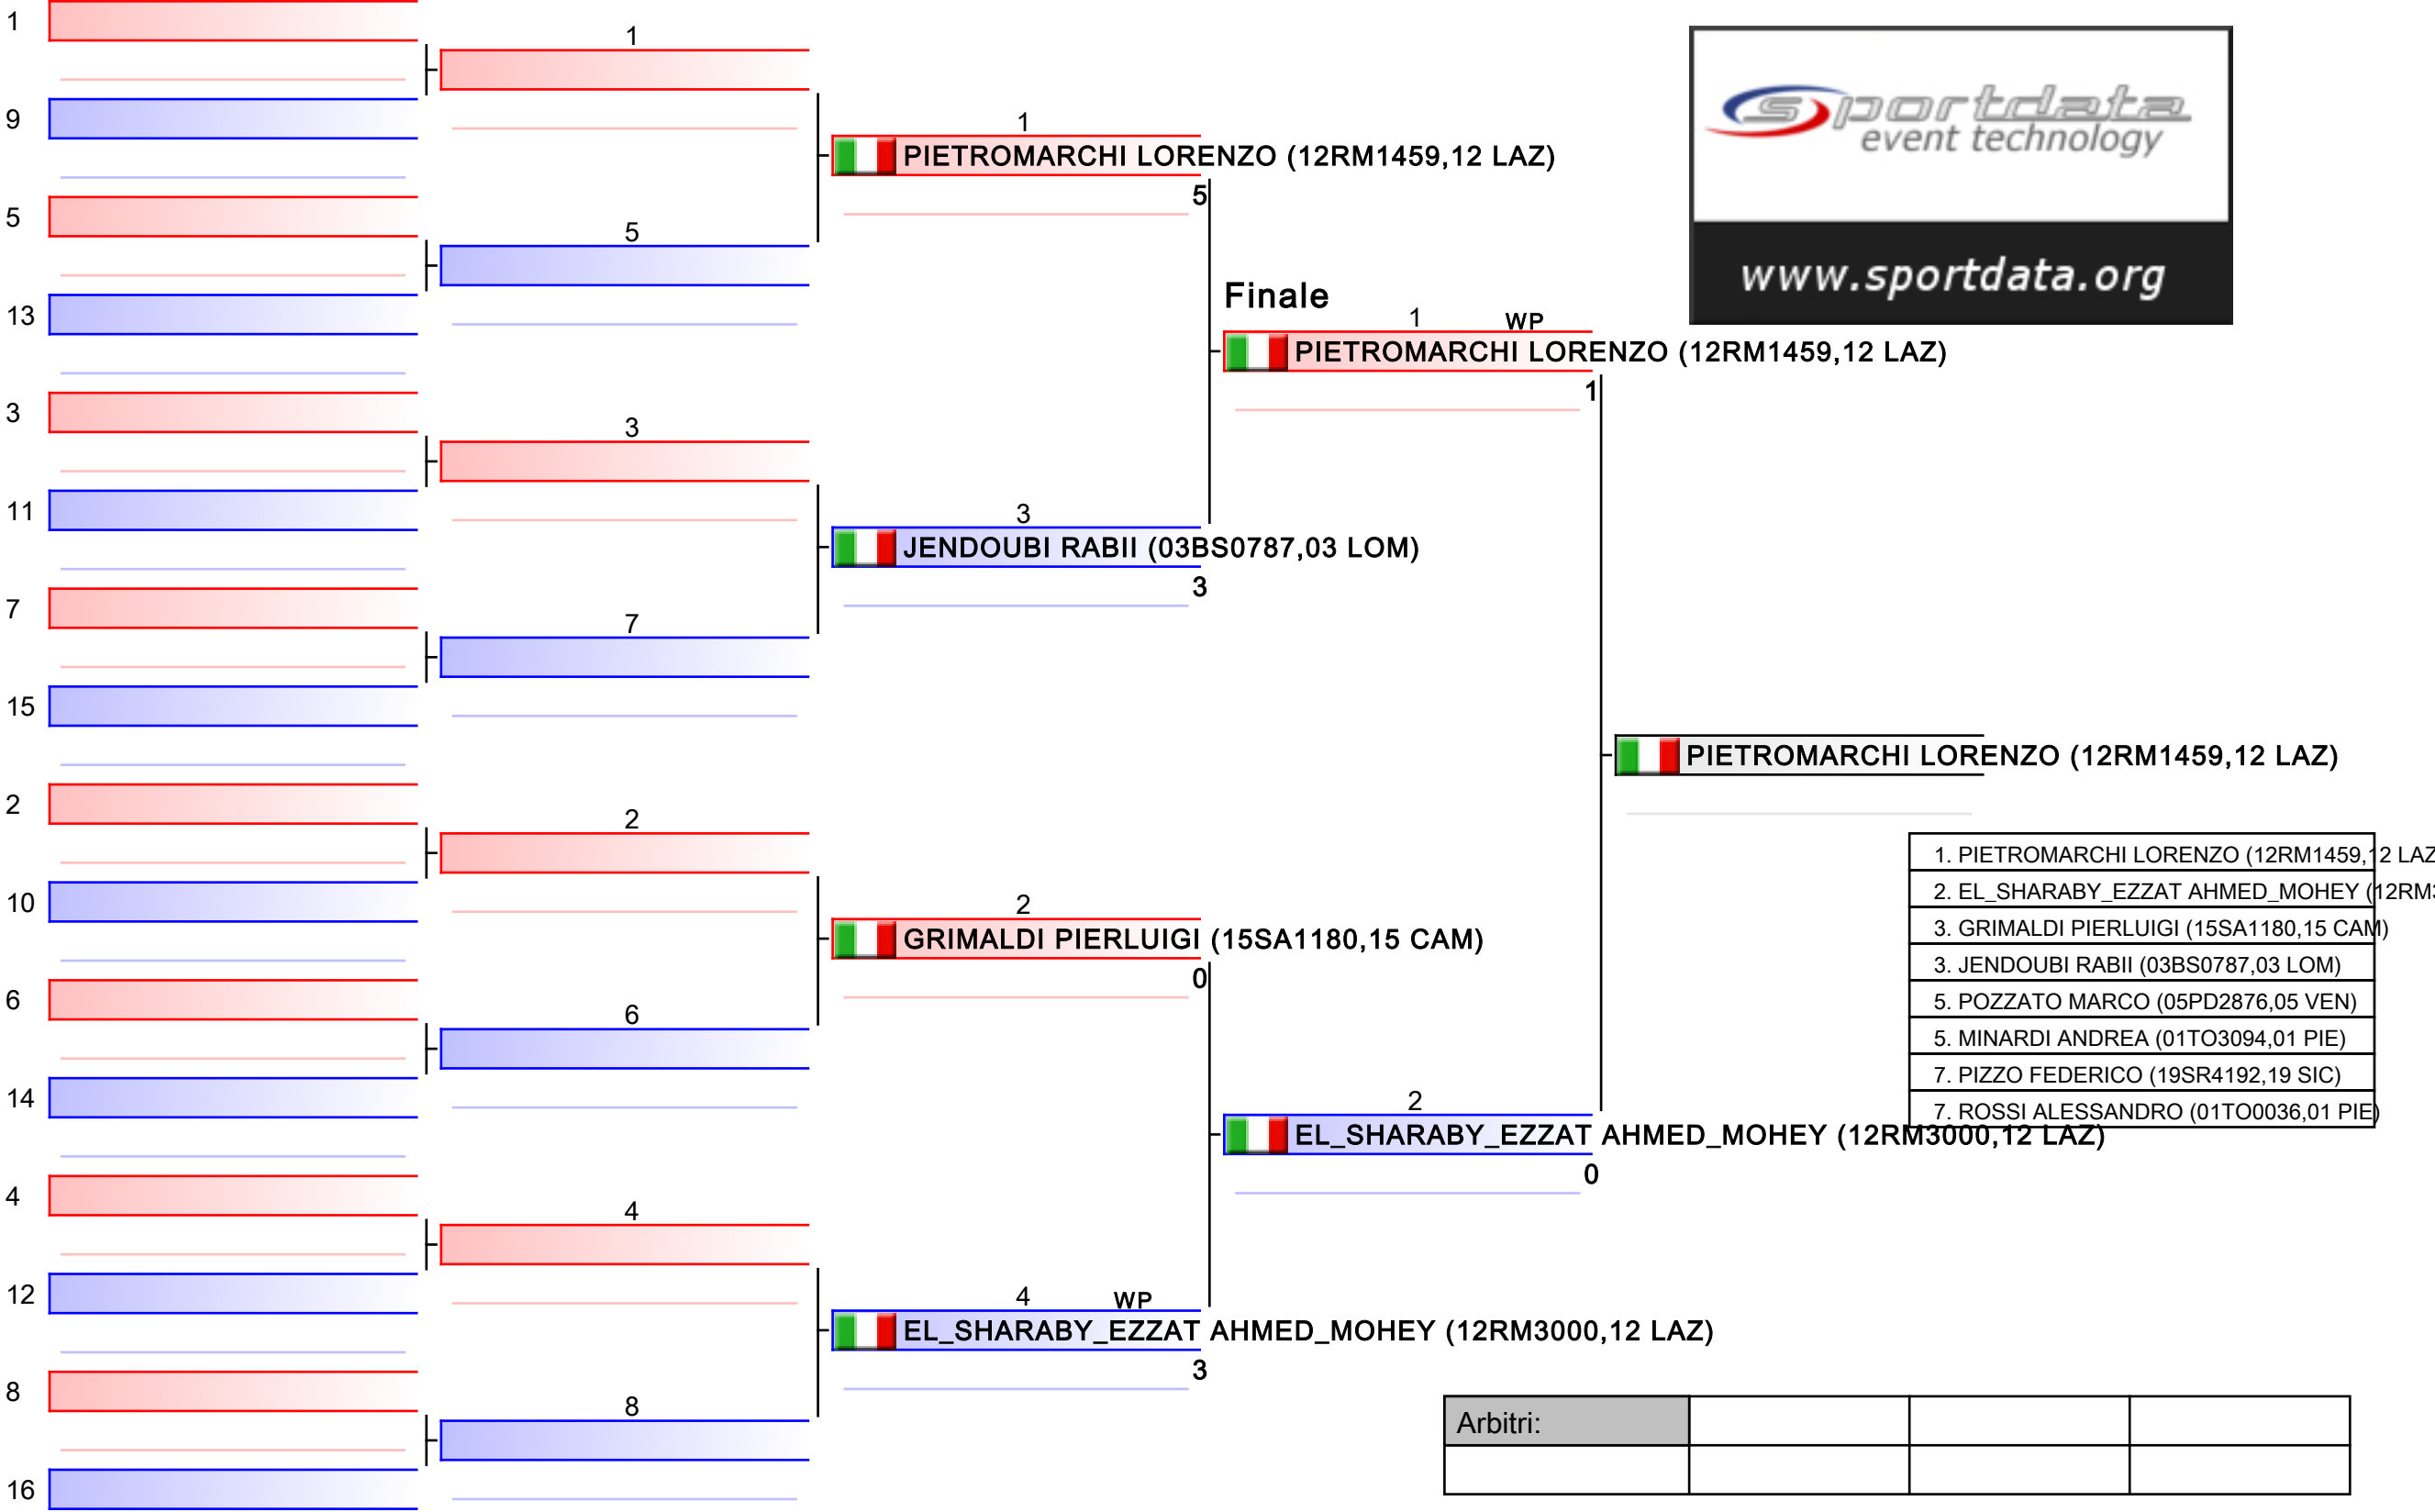 1
9
5
13
3
11
7
15
2
10
6
14
4
12
8
16
1
5
3
7
2
6
4
8
1
PIETROMARCHI LORENZO (12RM1459,12 LAZ)
5
3
JENDOUBI RABII (03BS0787,03 LOM)
3
2
GRIMALDI PIERLUIGI (15SA1180,15 CAM)
0
4 WP
EL_SHARABY_EZZAT AHMED_MOHEY (12RM3000,12 LAZ)
3
Finale
1 WP
PIETROMARCHI LORENZO (12RM1459,12 LAZ)
1
2
EL_SHARABY_EZZAT AHMED_MOHEY (12RM3000,12 LAZ)
0
PIETROMARCHI LORENZO (12RM1459,12 LAZ)
sportdata
event technology
www.sportdata.org
1. PIETROMARCHI LORENZO (12RM1459,12 LAZ
2. EL_SHARABY_EZZAT AHMED_MOHEY (12RM
3. GRIMALDI PIERLUIGI (15SA1180,15 CAM)
3. JENDOUBI RABII (03BS0787,03 LOM)
5. POZZATO MARCO (05PD2876,05 VEN)
5. MINARDI ANDREA (01TO3094,01 PIE)
7. PIZZO FEDERICO (19SR4192,19 SIC)
7. ROSSI ALESSANDRO (01TO0036,01 PIE)
Arbitri: